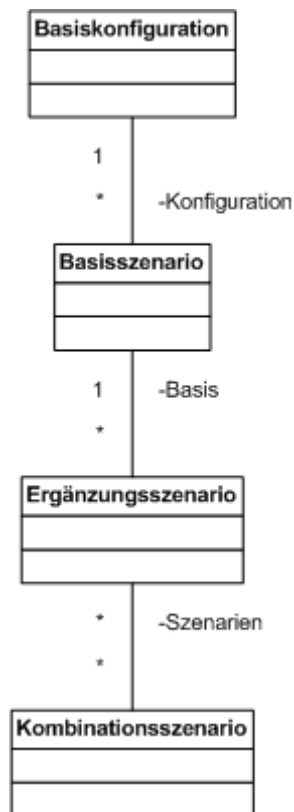 Basiskonfiguration
1
*
-Konfiguration
Basisszenario
1
-Basis
*
Ergänzungsszenario
*
-Szenarien
*
Kombinationsszenario